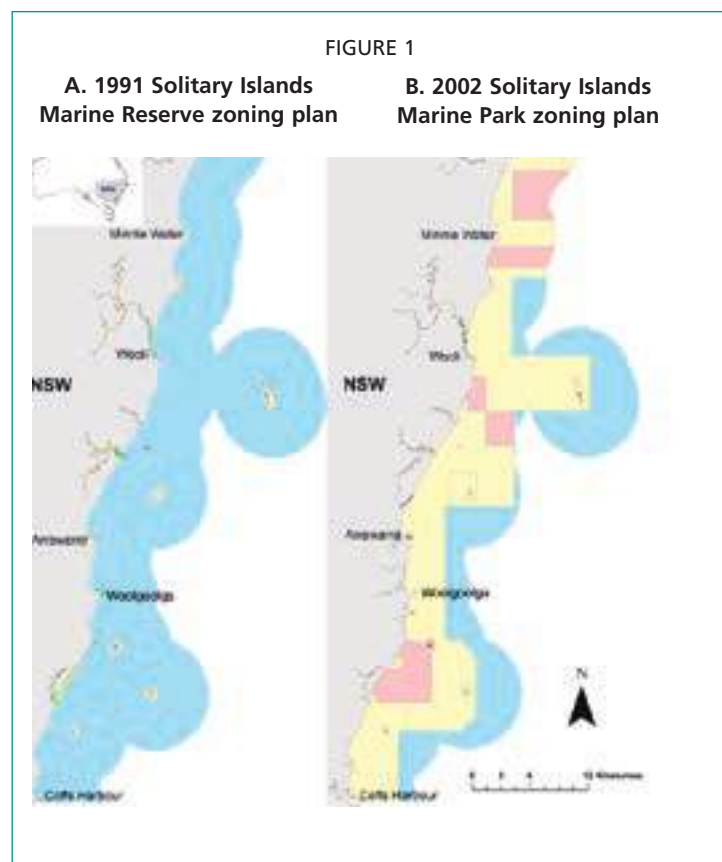 FIGURE 1
A. 1991 Solitary Islands
Marine Reserve zoning plan
B. 2002 Solitary Islands
Marine Park zoning plan
Minnie Water
Wooli
NSW
Arrawarra
Woolgoolga
Coffs Harbour
Minnie Water
Wooli
NSW
Arrawarra
Woolgoolga
N
Coffs Harbour